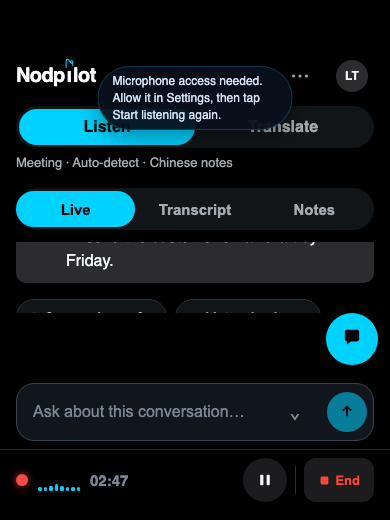 Nodpilot
Microphone access needed.
Allow it in Settings, then tap
Start listening again.
LT
Listen
Translate
Meeting · Auto-detect · Chinese notes
Live
Transcript
Notes
Friday.
Ask about this conversation…
02:47
End